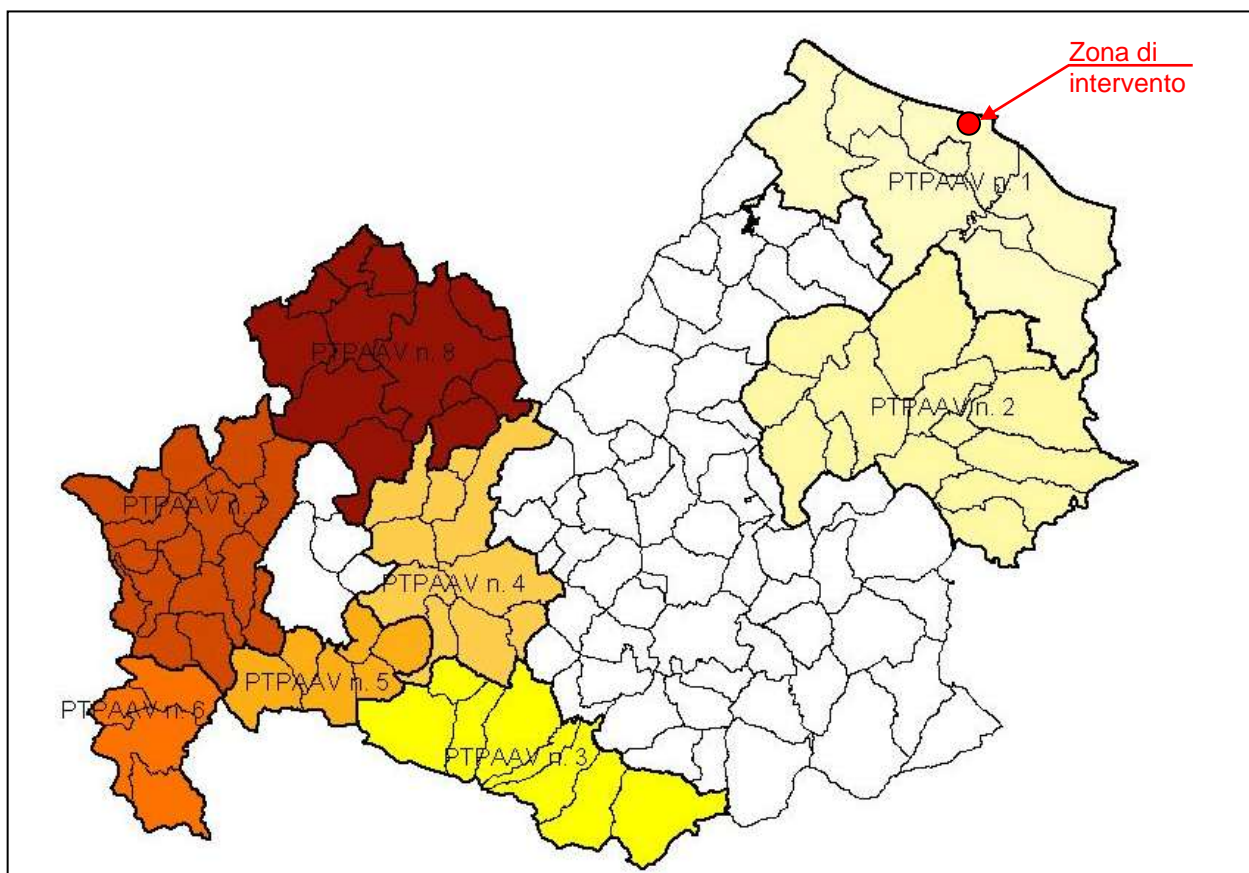 Zona di
intervento
PTPAAV n. 1
PTPAAV n. 8
PTPAAV n. 2
PTPAAV n. 7
PTPAAV n. 4
PTPAAV n. 5
PTPAAV n. 6
PTPAAV n. 3